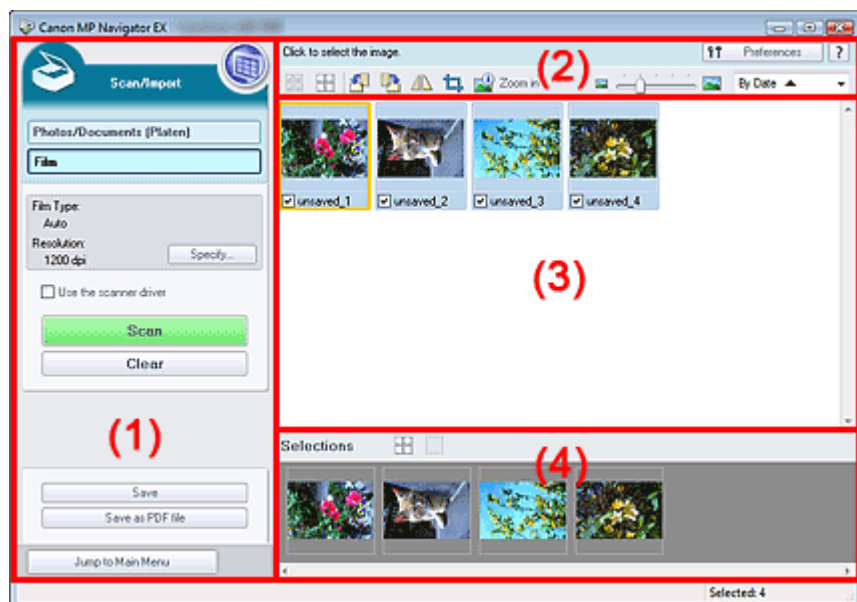 Canon MP Navigator EX
Scan/Import
Photos/Documents (Platen)
Film
Film Type:
Auto
Resolution:
1200 dpi
Specify...
Use the scanner driver
Scan
Clear
(1)
Save
Save as PDF file
Jump to Main Menu
Click to select the image.
Preferences
?
Zoom in
(2)
By Date
unsaved_1
unsaved_2
unsaved_3
unsaved_4
(3)
Selections
(4)
Selected: 4